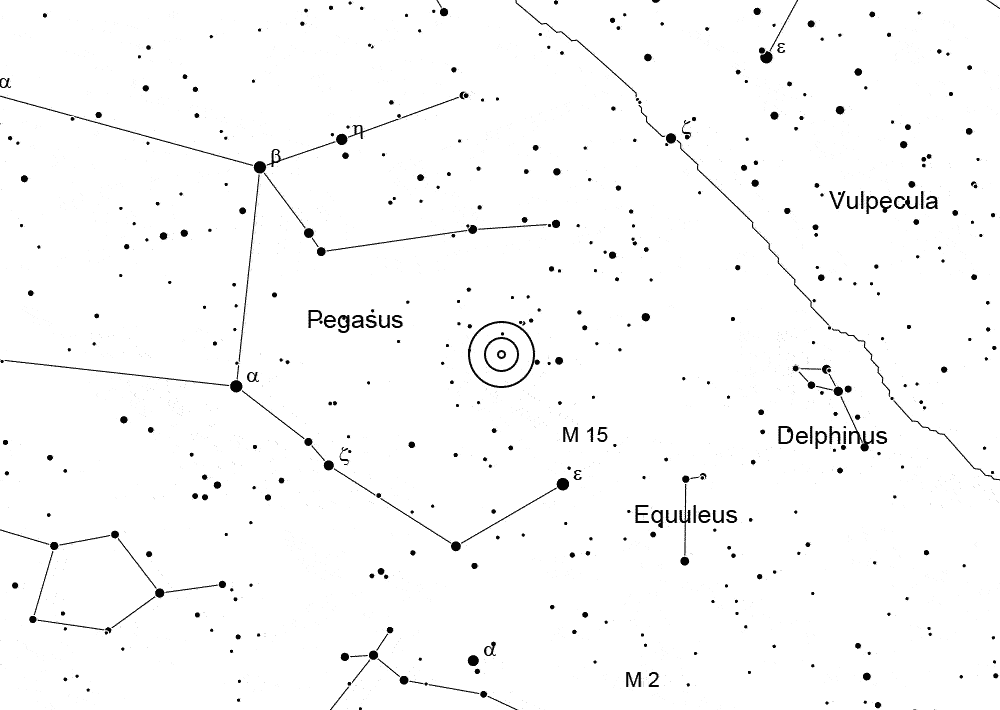 ε
α
ζ
η
β
Vulpecula
Pegasus
α
Delphinus
M 15
ζ
ε
Equuleus
α
M 2